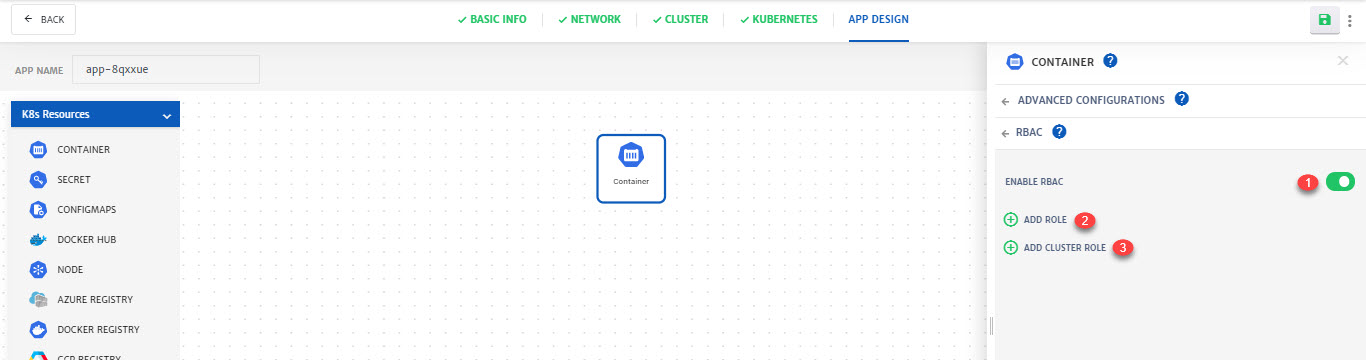 BACK
BASIC INFO
NETWORK
CLUSTER
KUBERNETES
APP DESIGN
APP NAME
app-8qxxue
K8s Resources
CONTAINER
SECRET
CONFIGMAPS
DOCKER HUB
NODE
AZURE REGISTRY
DOCKER REGISTRY
GCP REGISTRY
Container
CONTAINER ?
ADVANCED CONFIGURATIONS ?
RBAC ?
ENABLE RBAC 1
ADD ROLE 2
ADD CLUSTER ROLE 3